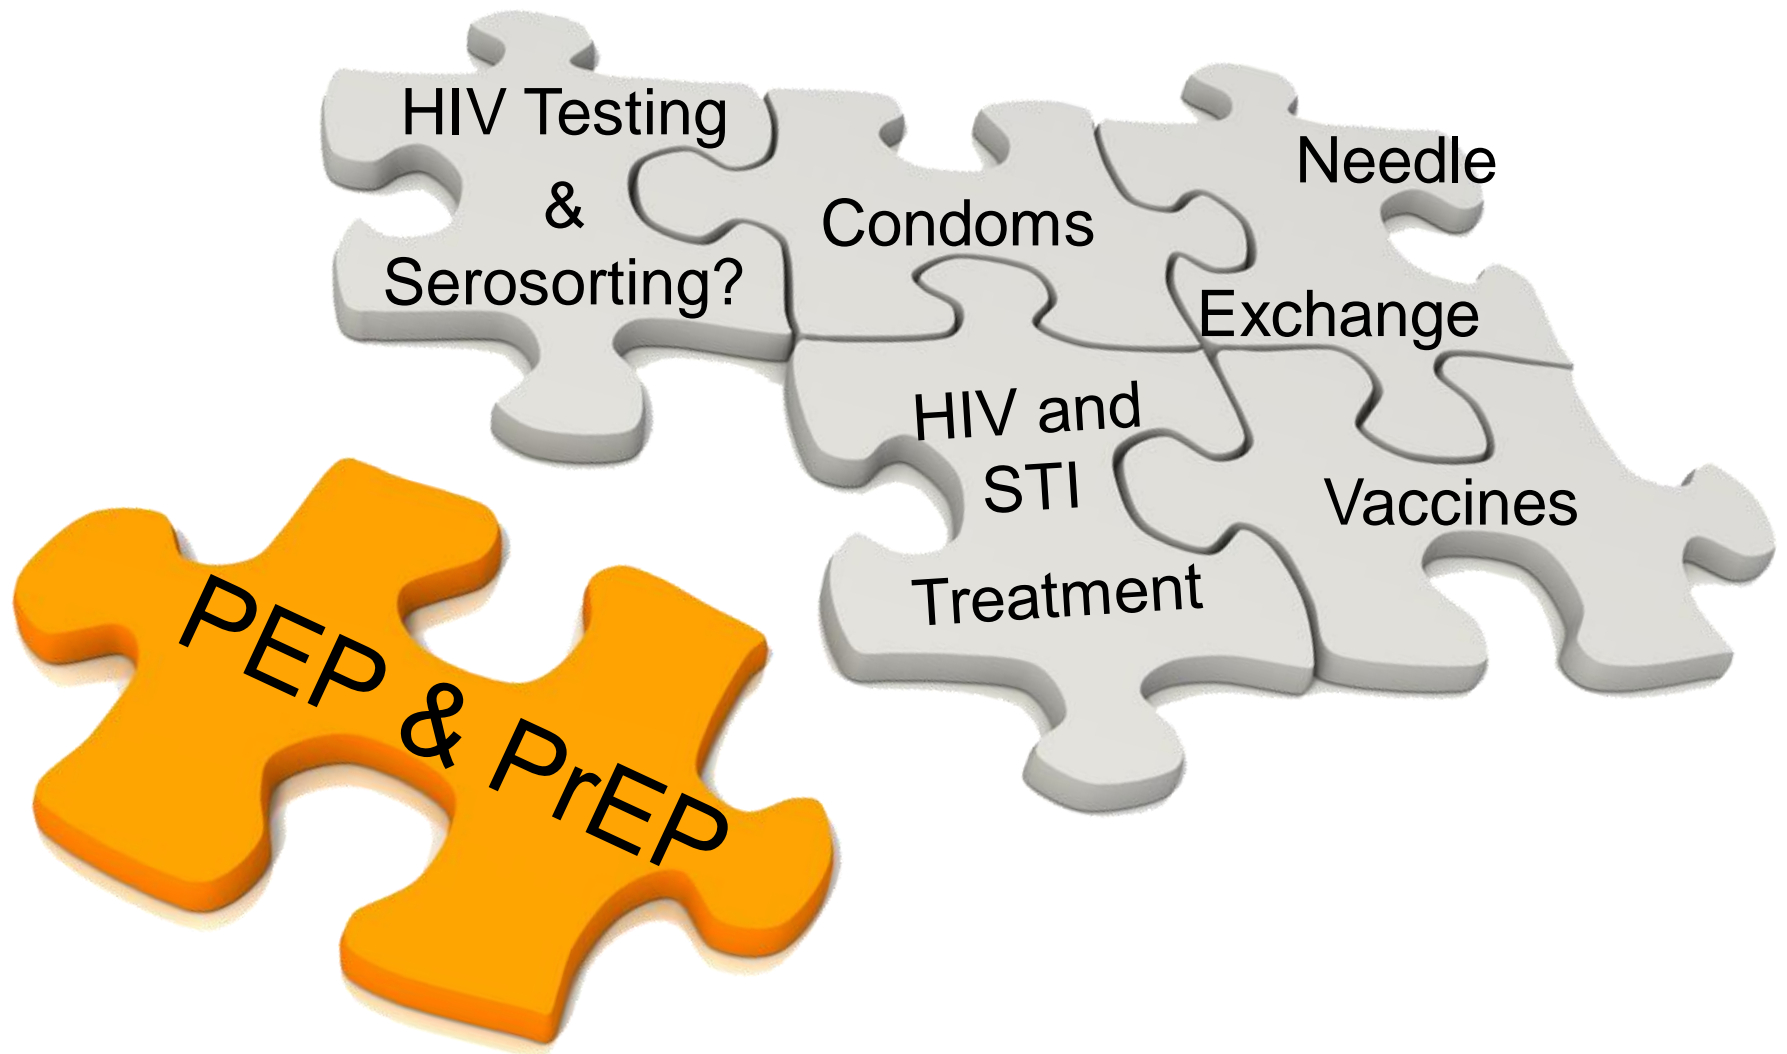 HIV Testing
&
Serosorting?
Condoms
Needle
Exchange
HIV and
STI
Treatment
Vaccines
PEP & PrEP